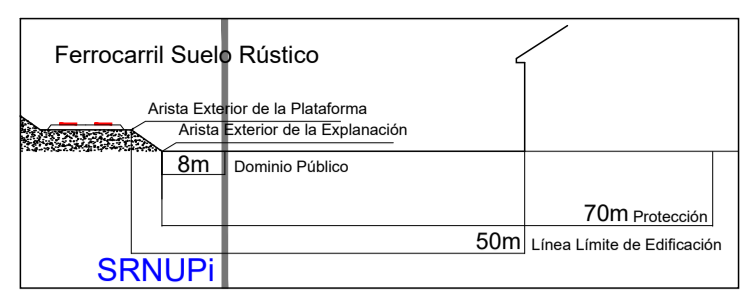 Ferrocarril Suelo Rústico
Arista Exterior de la Plataforma
Arista Exterior de la Explanación
8m Dominio Público
70m Protección
50m Línea Límite de Edificación
SRNUPi